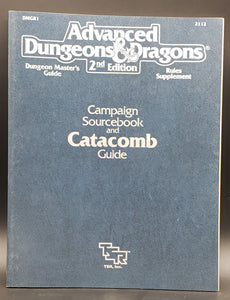 DMGR1 2112
Advanced
Dungeons & Dragons®
Dungeon Master's 2nd Edition Rules
Guide Supplement
Campaign
Sourcebook
and
Catacomb
Guide
TSR
TSR, Inc.